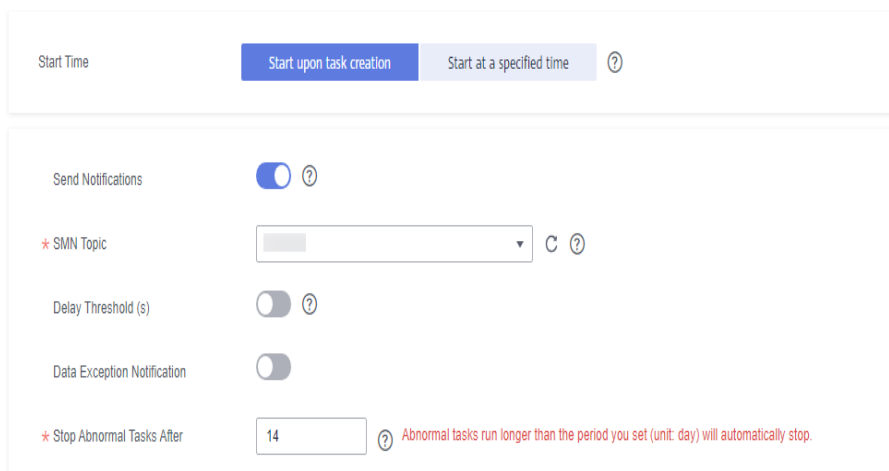 Start Time Start upon task creation Start at a specified time ?
Send Notifications ?
* SMN Topic ?
Delay Threshold (s) ?
Data Exception Notification
* Stop Abnormal Tasks After 14 ? Abnormal tasks run longer than the period you set (unit: day) will automatically stop.